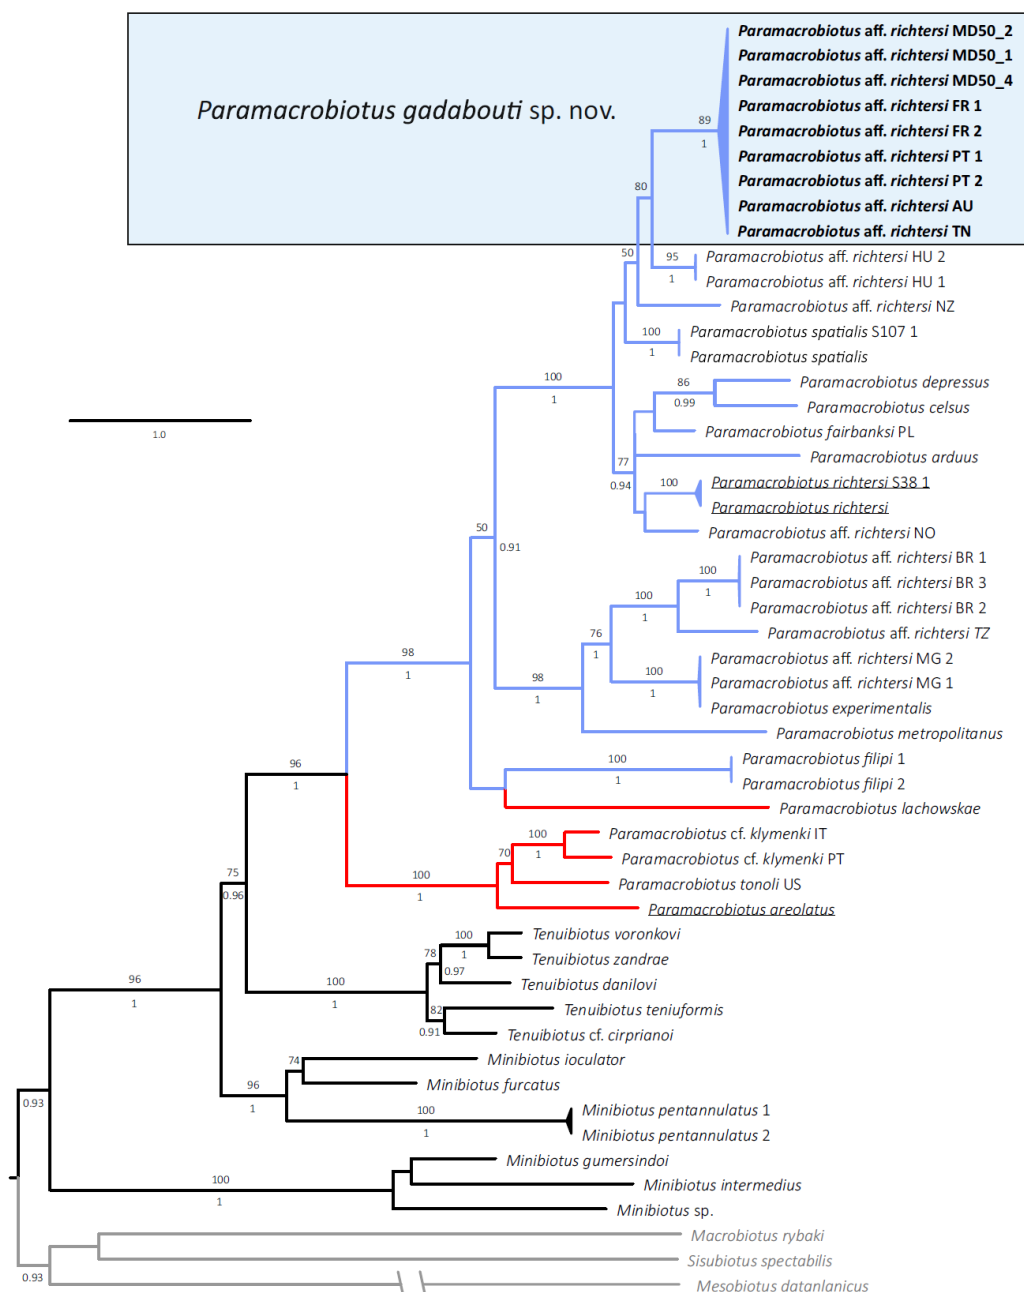 Paramacrobiotus gadabouti sp. nov.
Paramacrobiotus aff. richtersi MD50_2
Paramacrobiotus aff. richtersi MD50_1
Paramacrobiotus aff. richtersi MD50_4
Paramacrobiotus aff. richtersi FR 1
89
Paramacrobiotus aff. richtersi FR 2
1
Paramacrobiotus aff. richtersi PT 1
Paramacrobiotus aff. richtersi PT 2
80
Paramacrobiotus aff. richtersi AU
Paramacrobiotus aff. richtersi TN
50
95
Paramacrobiotus aff. richtersi HU 2
1
Paramacrobiotus aff. richtersi HU 1
Paramacrobiotus aff. richtersi NZ
100
Paramacrobiotus spatialis S107 1
1
Paramacrobiotus spatialis
100
1
86
Paramacrobiotus depressus
0.99
Paramacrobiotus celsus
1.0
Paramacrobiotus fairbanksi PL
Paramacrobiotus arduus
77
0.94
100
Paramacrobiotus richtersi S38 1
Paramacrobiotus richtersi
Paramacrobiotus aff. richtersi NO
50
0.91
Paramacrobiotus aff. richtersi BR 1
100
1
Paramacrobiotus aff. richtersi BR 3
100
1
Paramacrobiotus aff. richtersi BR 2
76
1
Paramacrobiotus aff. richtersi TZ
98
1
Paramacrobiotus aff. richtersi MG 2
100
1
Paramacrobiotus aff. richtersi MG 1
98
1
Paramacrobiotus experimentalis
Paramacrobiotus metropolitanus
100
1
Paramacrobiotus filipi 1
96
1
Paramacrobiotus filipi 2
Paramacrobiotus lachowskae
100
1
Paramacrobiotus cf. klymenki IT
70
Paramacrobiotus cf. klymenki PT
100
1
Paramacrobiotus tonoli US
75
0.96
Paramacrobiotus areolatus
100
1
Tenuibiotus voronkovi
78
0.97
Tenuibiotus zandrae
96
1
100
1
Tenuibiotus danilovi
82
0.91
Tenuibiotus teniuformis
Tenuibiotus cf. cirprianoi
74
Minibiotus ioculator
96
1
Minibiotus furcatus
0.93
100
1
Minibiotus pentannulatus 1
Minibiotus pentannulatus 2
Minibiotus gumersindoi
100
1
Minibiotus intermedius
Minibiotus sp.
Macrobiotus rybaki
Sisubiotus spectabilis
0.93
Mesobiotus datanlanicus